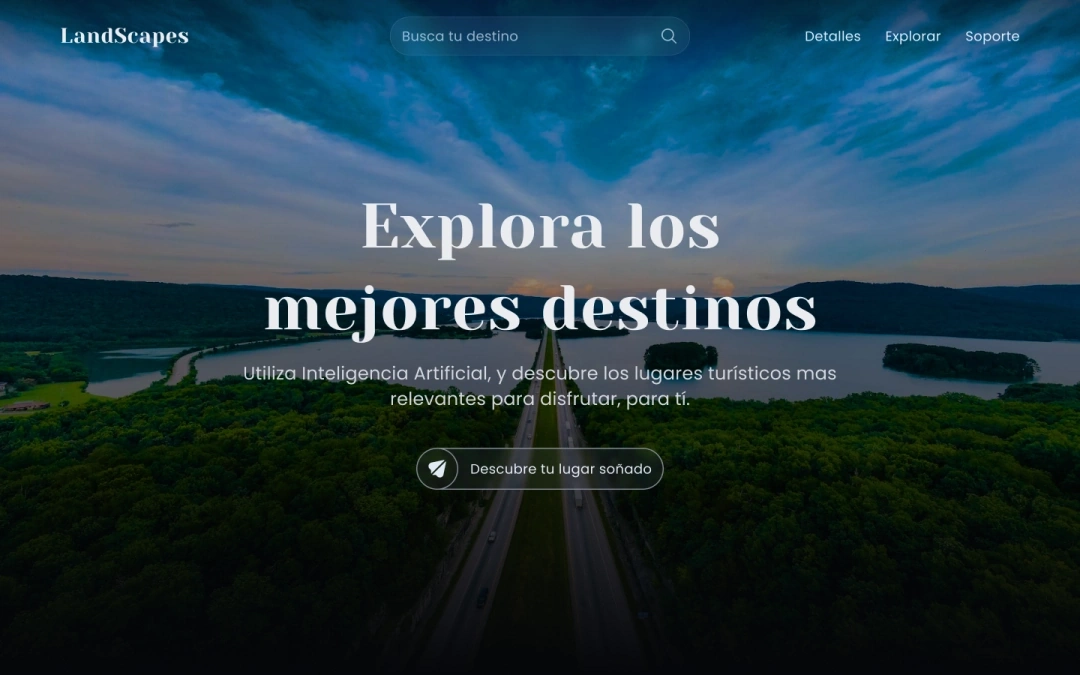 LandScapes
Busca tu destino
Detalles Explorar Soporte
Explora los
mejores destinos
Utiliza Inteligencia Artificial, y descubre los lugares turísticos mas
relevantes para disfrutar, para tí.
Descubre tu lugar soñado